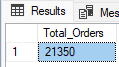 Results Mes
Total_Orders
1 21350